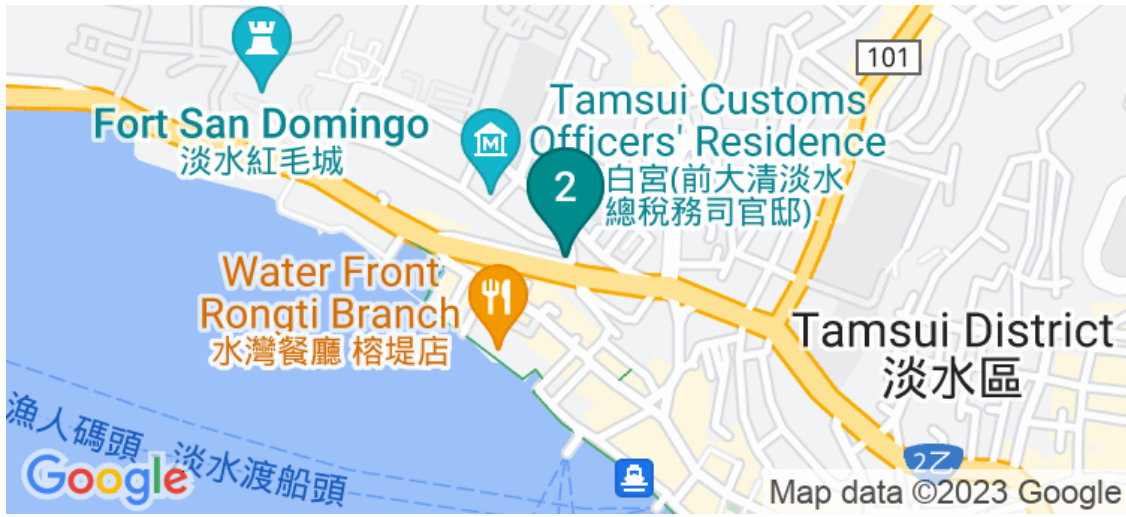 101
Fort San Domingo
淡水紅毛城
Tamsui Customs
Officers' Residence
白宮(前大清淡水
總稅務司官邸)
M
2
Water Front
Rongti Branch
水灣餐廳 榕堤店
Tamsui District
淡水區
漁人碼頭 - 淡水渡船頭
2乙
Google
Map data ©2023 Google